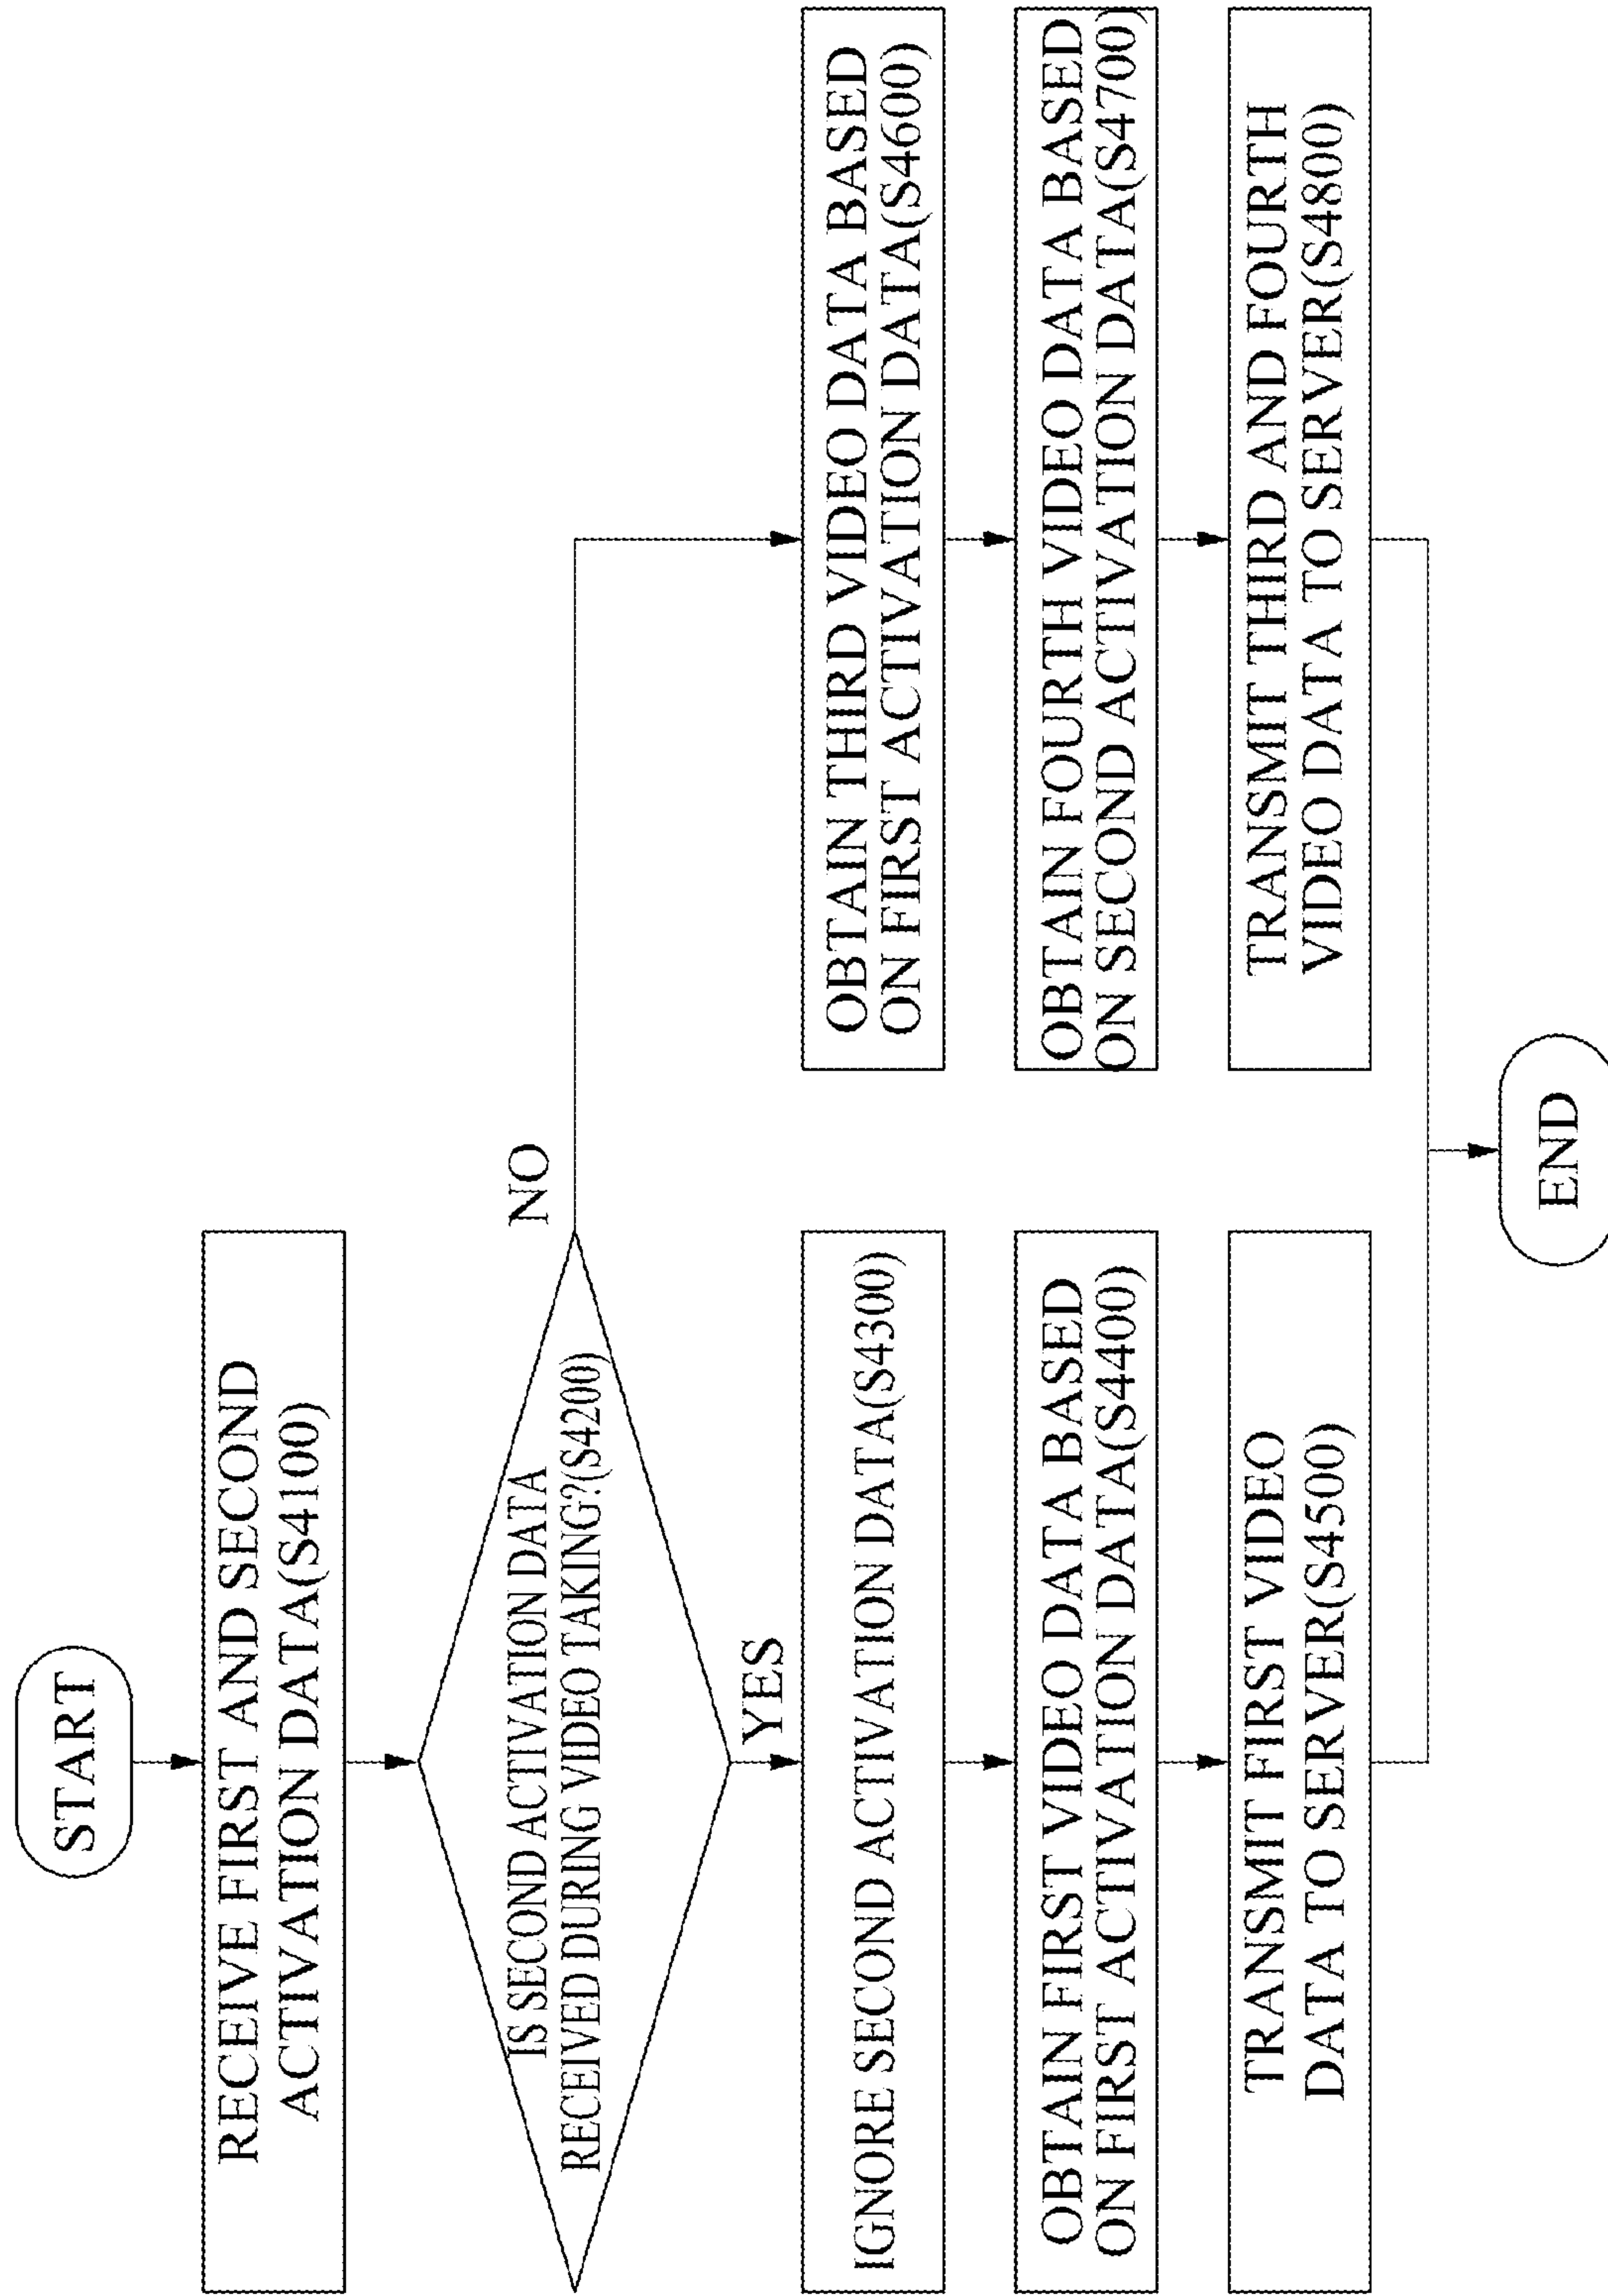 START
RECEIVE FIRST AND SECOND
ACTIVATION DATA(S4100)
IS SECOND ACTIVATION DATA
RECEIVED DURING VIDEO TAKING?(S4200)
NO
YES
IGNORE SECOND ACTIVATION DATA(S4300)
OBTAIN FIRST VIDEO DATA BASED
ON FIRST ACTIVATION DATA(S4400)
TRANSMIT FIRST VIDEO
DATA TO SERVER(S4500)
OBTAIN THIRD VIDEO DATA BASED
ON FIRST ACTIVATION DATA(S4600)
OBTAIN FOURTH VIDEO DATA BASED
ON SECOND ACTIVATION DATA(S4700)
TRANSMIT THIRD AND FOURTH
VIDEO DATA TO SERVER(S4800)
END